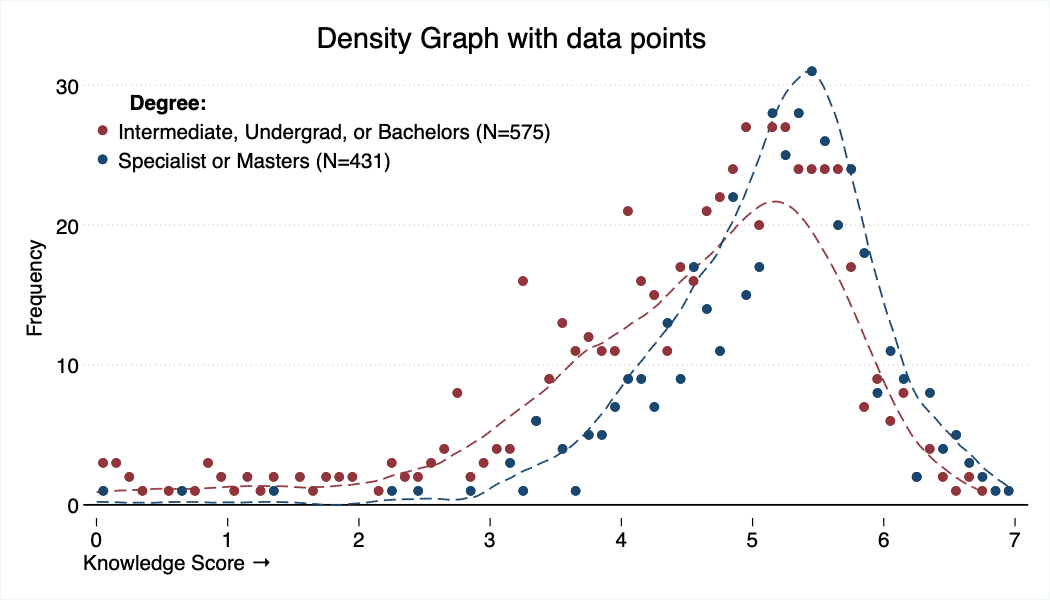 Density Graph with data points
30
Degree:
Intermediate, Undergrad, or Bachelors (N=575)
Specialist or Masters (N=431)
20
Frequency
10
0
0 1 2 3 4 5 6 7
Knowledge Score →